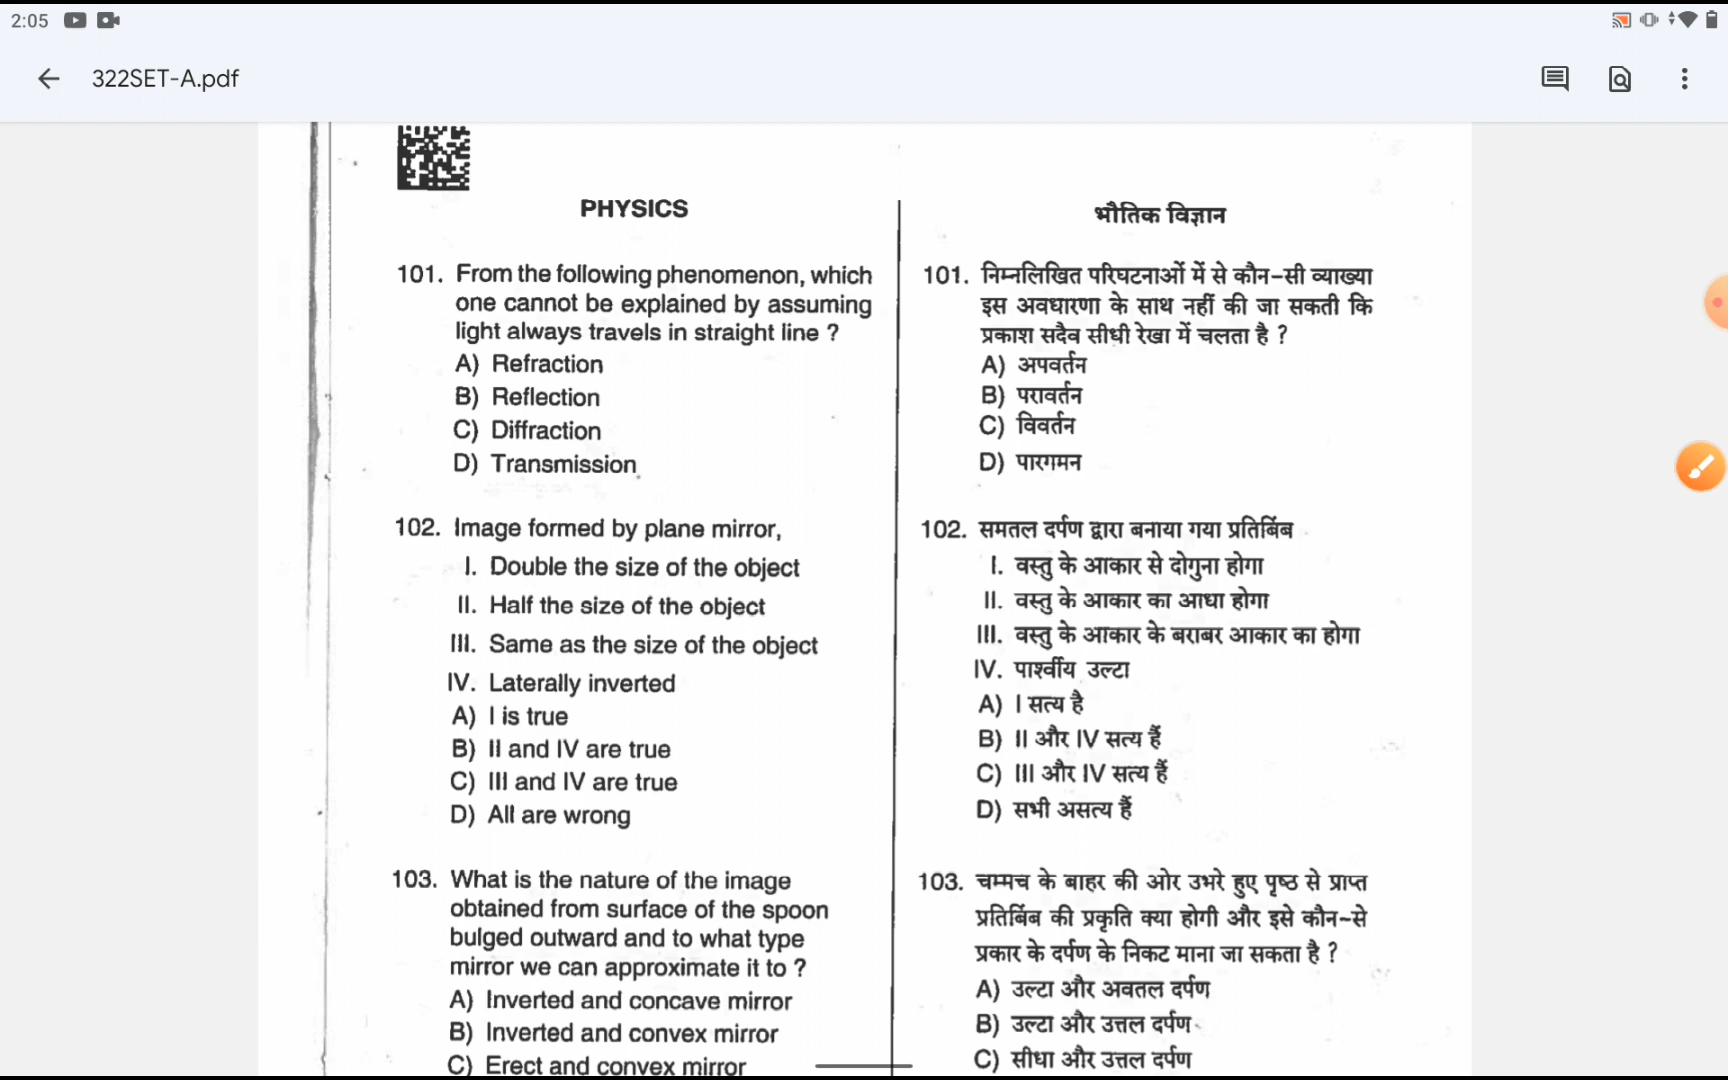 2:05
322SET-A.pdf
PHYSICS
101. From the following phenomenon, which
one cannot be explained by assuming
light always travels in straight line ?
A) Refraction
B) Reflection
C) Diffraction
D) Transmission
102. Image formed by plane mirror,
I. Double the size of the object
II. Half the size of the object
III. Same as the size of the object
IV. Laterally inverted
A) I is true
B) II and IV are true
C) III and IV are true
D) All are wrong
103. What is the nature of the image
obtained from surface of the spoon
bulged outward and to what type
mirror we can approximate it to ?
A) Inverted and concave mirror
B) Inverted and convex mirror
C) Erect and convex mirror
भौतिक विज्ञान
101. निम्नलिखित परिघटनाओं में से कौन-सी व्याख्या
इस अवधारणा के साथ नहीं की जा सकती कि
प्रकाश सदैव सीधी रेखा में चलता है ?
A) अपवर्तन
B) परावर्तन
C) विवर्तन
D) पारगमन
102. समतल दर्पण द्वारा बनाया गया प्रतिबिंब
I. वस्तु के आकार से दोगुना होगा
II. वस्तु के आकार का आधा होगा
III. वस्तु के आकार के बराबर आकार का होगा
IV. पार्श्वीय उल्टा
A) I सत्य है
B) II और IV सत्य हैं
C) III और IV सत्य हैं
D) सभी असत्य हैं
103. चम्मच के बाहर की ओर उभरे हुए पृष्ठ से प्राप्त
प्रतिबिंब की प्रकृति क्या होगी और इसे कौन-से
प्रकार के दर्पण के निकट माना जा सकता है ?
A) उल्टा और अवतल दर्पण
B) उल्टा और उत्तल दर्पण
C) सीधा और उत्तल दर्पण